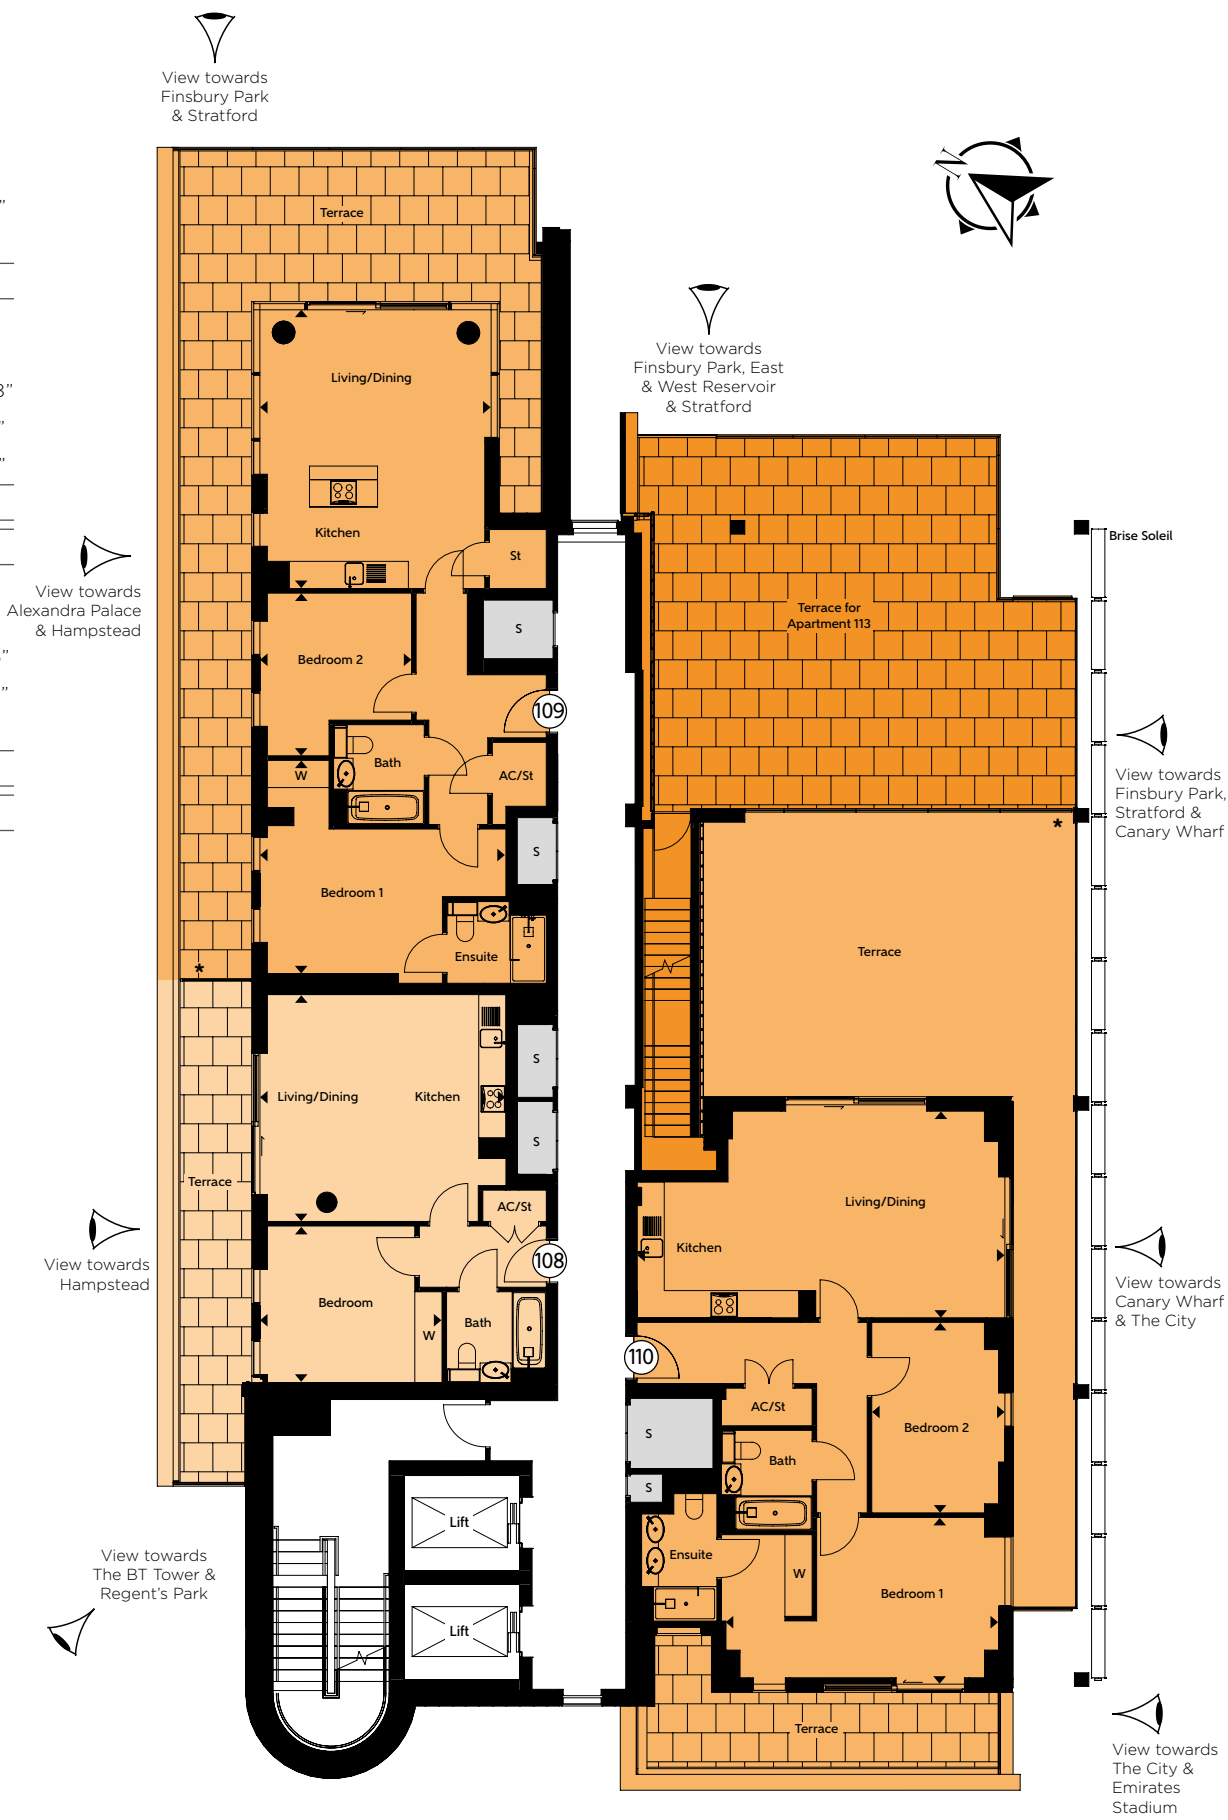 View towards
Finsbury Park
& Stratford
N
Terrace
View towards
Finsbury Park, East
& West Reservoir
& Stratford
Living/Dining
Kitchen
St
S
View towards
Alexandra Palace
& Hampstead
Bedroom 2
109
Bath
W
AC/St
S
Bedroom 1
Ensuite
*
Brise Soleil
Terrace for
Apartment 113
View towards
Finsbury Park,
Stratford &
Canary Wharf
*
Terrace
Living/Dining
Kitchen
S
S
Terrace
AC/St
108
View towards
Hampstead
Bedroom
W
Bath
Living/Dining
Kitchen
View towards
Canary Wharf
& The City
110
AC/St
Bedroom 2
S
Bath
S
Ensuite
W
Bedroom 1
Lift
Lift
View towards
The BT Tower &
Regent's Park
Terrace
View towards
The City &
Emirates
Stadium